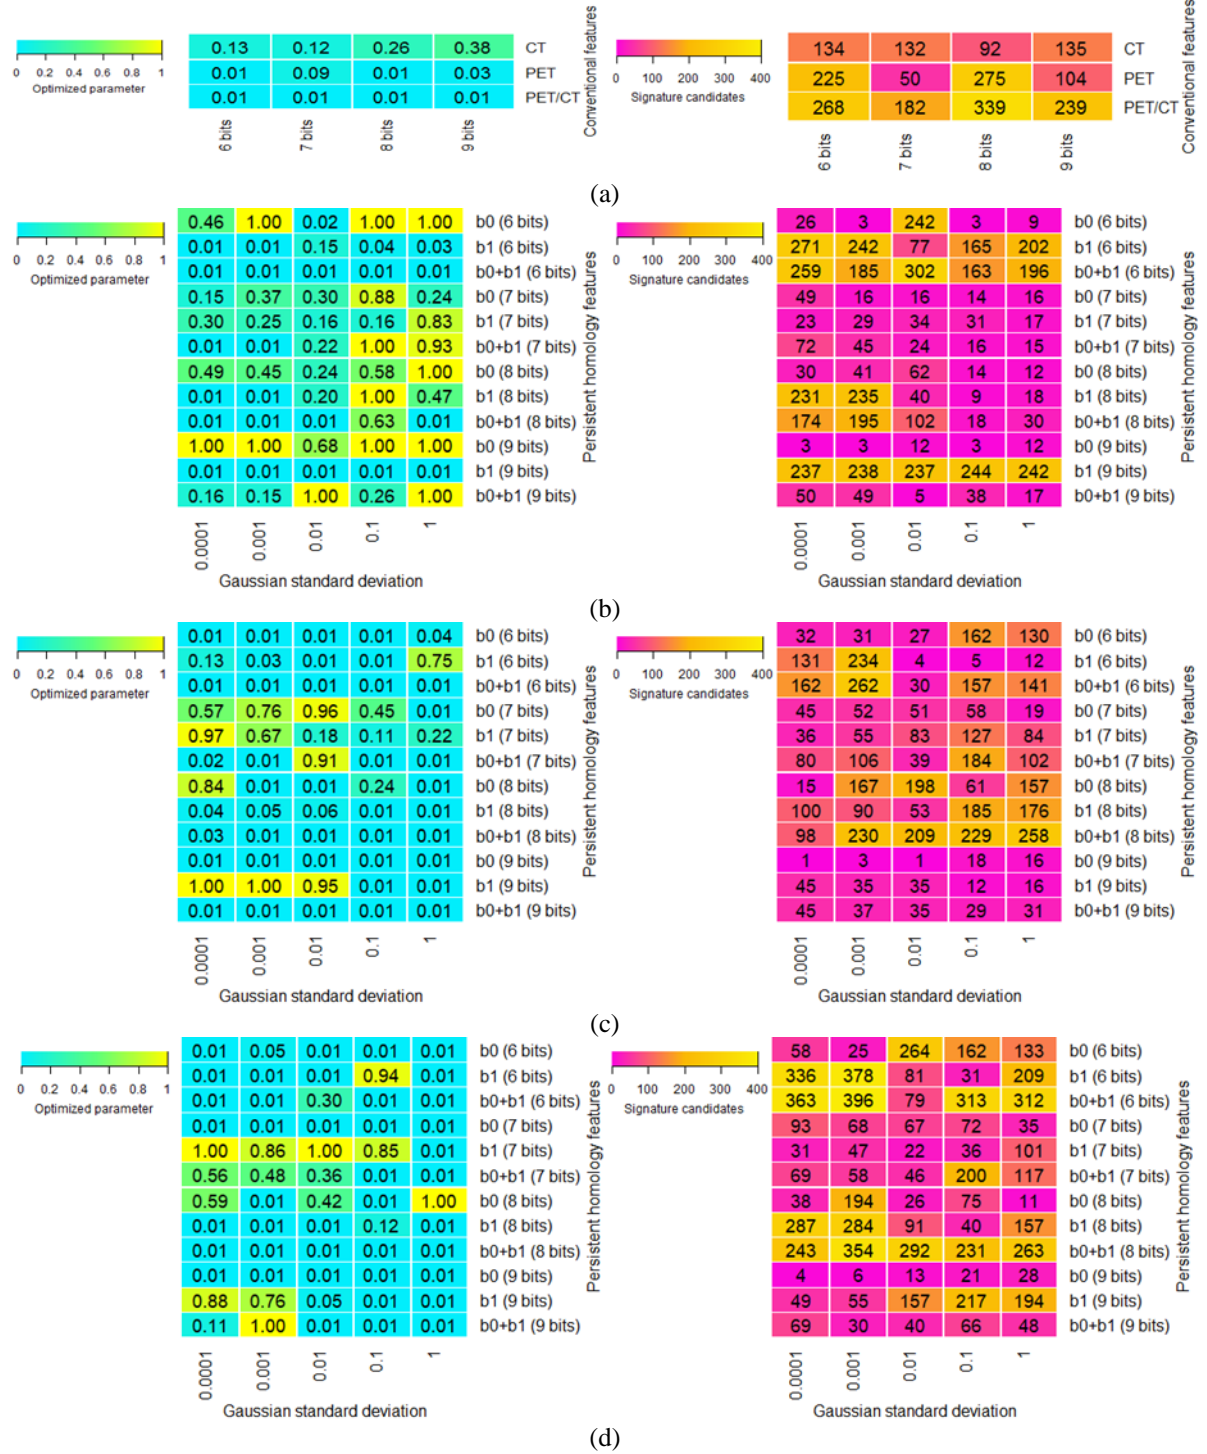 0.13 0.12 0.26 0.38 CT
0.01 0.09 0.01 0.03 PET
0.01 0.01 0.01 0.01 PET/CT
6 bits 7 bits 8 bits 9 bits
Conventional features
0 0.2 0.4 0.6 0.8 1
Optimized parameter
134 132 92 135 CT
225 50 275 104 PET
268 182 339 239 PET/CT
6 bits 7 bits 8 bits 9 bits
Conventional features
0 100 200 300 400
Signature candidates
(a)
0 0.2 0.4 0.6 0.8 1
Optimized parameter
0.46 1.00 0.02 1.00 1.00 b0 (6 bits)
0.01 0.01 0.15 0.04 0.03 b1 (6 bits)
0.01 0.01 0.01 0.01 0.01 b0+b1 (6 bits)
0.15 0.37 0.30 0.88 0.24 b0 (7 bits)
0.30 0.25 0.16 0.16 0.83 b1 (7 bits)
0.01 0.01 0.22 1.00 0.93 b0+b1 (7 bits)
0.49 0.45 0.24 0.58 1.00 b0 (8 bits)
0.01 0.01 0.20 1.00 0.47 b1 (8 bits)
0.01 0.01 0.01 0.63 0.01 b0+b1 (8 bits)
1.00 1.00 0.68 1.00 1.00 b0 (9 bits)
0.01 0.01 0.01 0.01 0.01 b1 (9 bits)
0.16 0.15 1.00 0.26 1.00 b0+b1 (9 bits)
0.0001 0.001 0.01 0.1 1
Gaussian standard deviation
Persistent homology features
0 100 200 300 400
Signature candidates
26 3 242 3 9 b0 (6 bits)
271 242 77 165 202 b1 (6 bits)
259 185 302 163 196 b0+b1 (6 bits)
49 16 16 14 16 b0 (7 bits)
23 29 34 31 17 b1 (7 bits)
72 45 24 16 15 b0+b1 (7 bits)
30 41 62 14 12 b0 (8 bits)
231 235 40 9 18 b1 (8 bits)
174 195 102 18 30 b0+b1 (8 bits)
3 3 12 3 12 b0 (9 bits)
237 238 237 244 242 b1 (9 bits)
50 49 5 38 17 b0+b1 (9 bits)
0.0001 0.001 0.01 0.1 1
Gaussian standard deviation
Persistent homology features
(b)
0 0.2 0.4 0.6 0.8 1
Optimized parameter
0.01 0.01 0.01 0.01 0.04 b0 (6 bits)
0.13 0.03 0.01 0.01 0.75 b1 (6 bits)
0.01 0.01 0.01 0.01 0.01 b0+b1 (6 bits)
0.57 0.76 0.96 0.45 0.01 b0 (7 bits)
0.97 0.67 0.18 0.11 0.22 b1 (7 bits)
0.02 0.01 0.91 0.01 0.01 b0+b1 (7 bits)
0.84 0.01 0.01 0.24 0.01 b0 (8 bits)
0.04 0.05 0.06 0.01 0.01 b1 (8 bits)
0.03 0.01 0.01 0.01 0.01 b0+b1 (8 bits)
0.01 0.01 0.01 0.01 0.01 b0 (9 bits)
1.00 1.00 0.95 0.01 0.01 b1 (9 bits)
0.01 0.01 0.01 0.01 0.01 b0+b1 (9 bits)
0.0001 0.001 0.01 0.1 1
Gaussian standard deviation
Persistent homology features
0 100 200 300 400
Signature candidates
32 31 27 162 130 b0 (6 bits)
131 234 4 5 12 b1 (6 bits)
162 262 30 157 141 b0+b1 (6 bits)
45 52 51 58 19 b0 (7 bits)
36 55 83 127 84 b1 (7 bits)
80 106 39 184 102 b0+b1 (7 bits)
15 167 198 61 157 b0 (8 bits)
100 90 53 185 176 b1 (8 bits)
98 230 209 229 258 b0+b1 (8 bits)
1 3 1 18 16 b0 (9 bits)
45 35 35 12 16 b1 (9 bits)
45 37 35 29 31 b0+b1 (9 bits)
0.0001 0.001 0.01 0.1 1
Gaussian standard deviation
Persistent homology features
(c)
0 0.2 0.4 0.6 0.8 1
Optimized parameter
0.01 0.05 0.01 0.01 0.01 b0 (6 bits)
0.01 0.01 0.01 0.94 0.01 b1 (6 bits)
0.01 0.01 0.30 0.01 0.01 b0+b1 (6 bits)
0.01 0.01 0.01 0.01 0.01 b0 (7 bits)
1.00 0.86 1.00 0.85 0.01 b1 (7 bits)
0.56 0.48 0.36 0.01 0.01 b0+b1 (7 bits)
0.59 0.01 0.42 0.01 1.00 b0 (8 bits)
0.01 0.01 0.01 0.12 0.01 b1 (8 bits)
0.01 0.01 0.01 0.01 0.01 b0+b1 (8 bits)
0.01 0.01 0.01 0.01 0.01 b0 (9 bits)
0.88 0.76 0.05 0.01 0.01 b1 (9 bits)
0.11 1.00 0.01 0.01 0.01 b0+b1 (9 bits)
0.0001 0.001 0.01 0.1 1
Gaussian standard deviation
Persistent homology features
0 100 200 300 400
Signature candidates
58 25 264 162 133 b0 (6 bits)
336 378 81 31 209 b1 (6 bits)
363 396 79 313 312 b0+b1 (6 bits)
93 68 67 72 35 b0 (7 bits)
31 47 22 36 101 b1 (7 bits)
69 58 46 200 117 b0+b1 (7 bits)
38 194 26 75 11 b0 (8 bits)
287 284 91 40 157 b1 (8 bits)
243 354 292 231 263 b0+b1 (8 bits)
4 6 13 21 28 b0 (9 bits)
49 55 157 217 194 b1 (9 bits)
69 30 40 66 48 b0+b1 (9 bits)
0.0001 0.001 0.01 0.1 1
Gaussian standard deviation
Persistent homology features
(d)